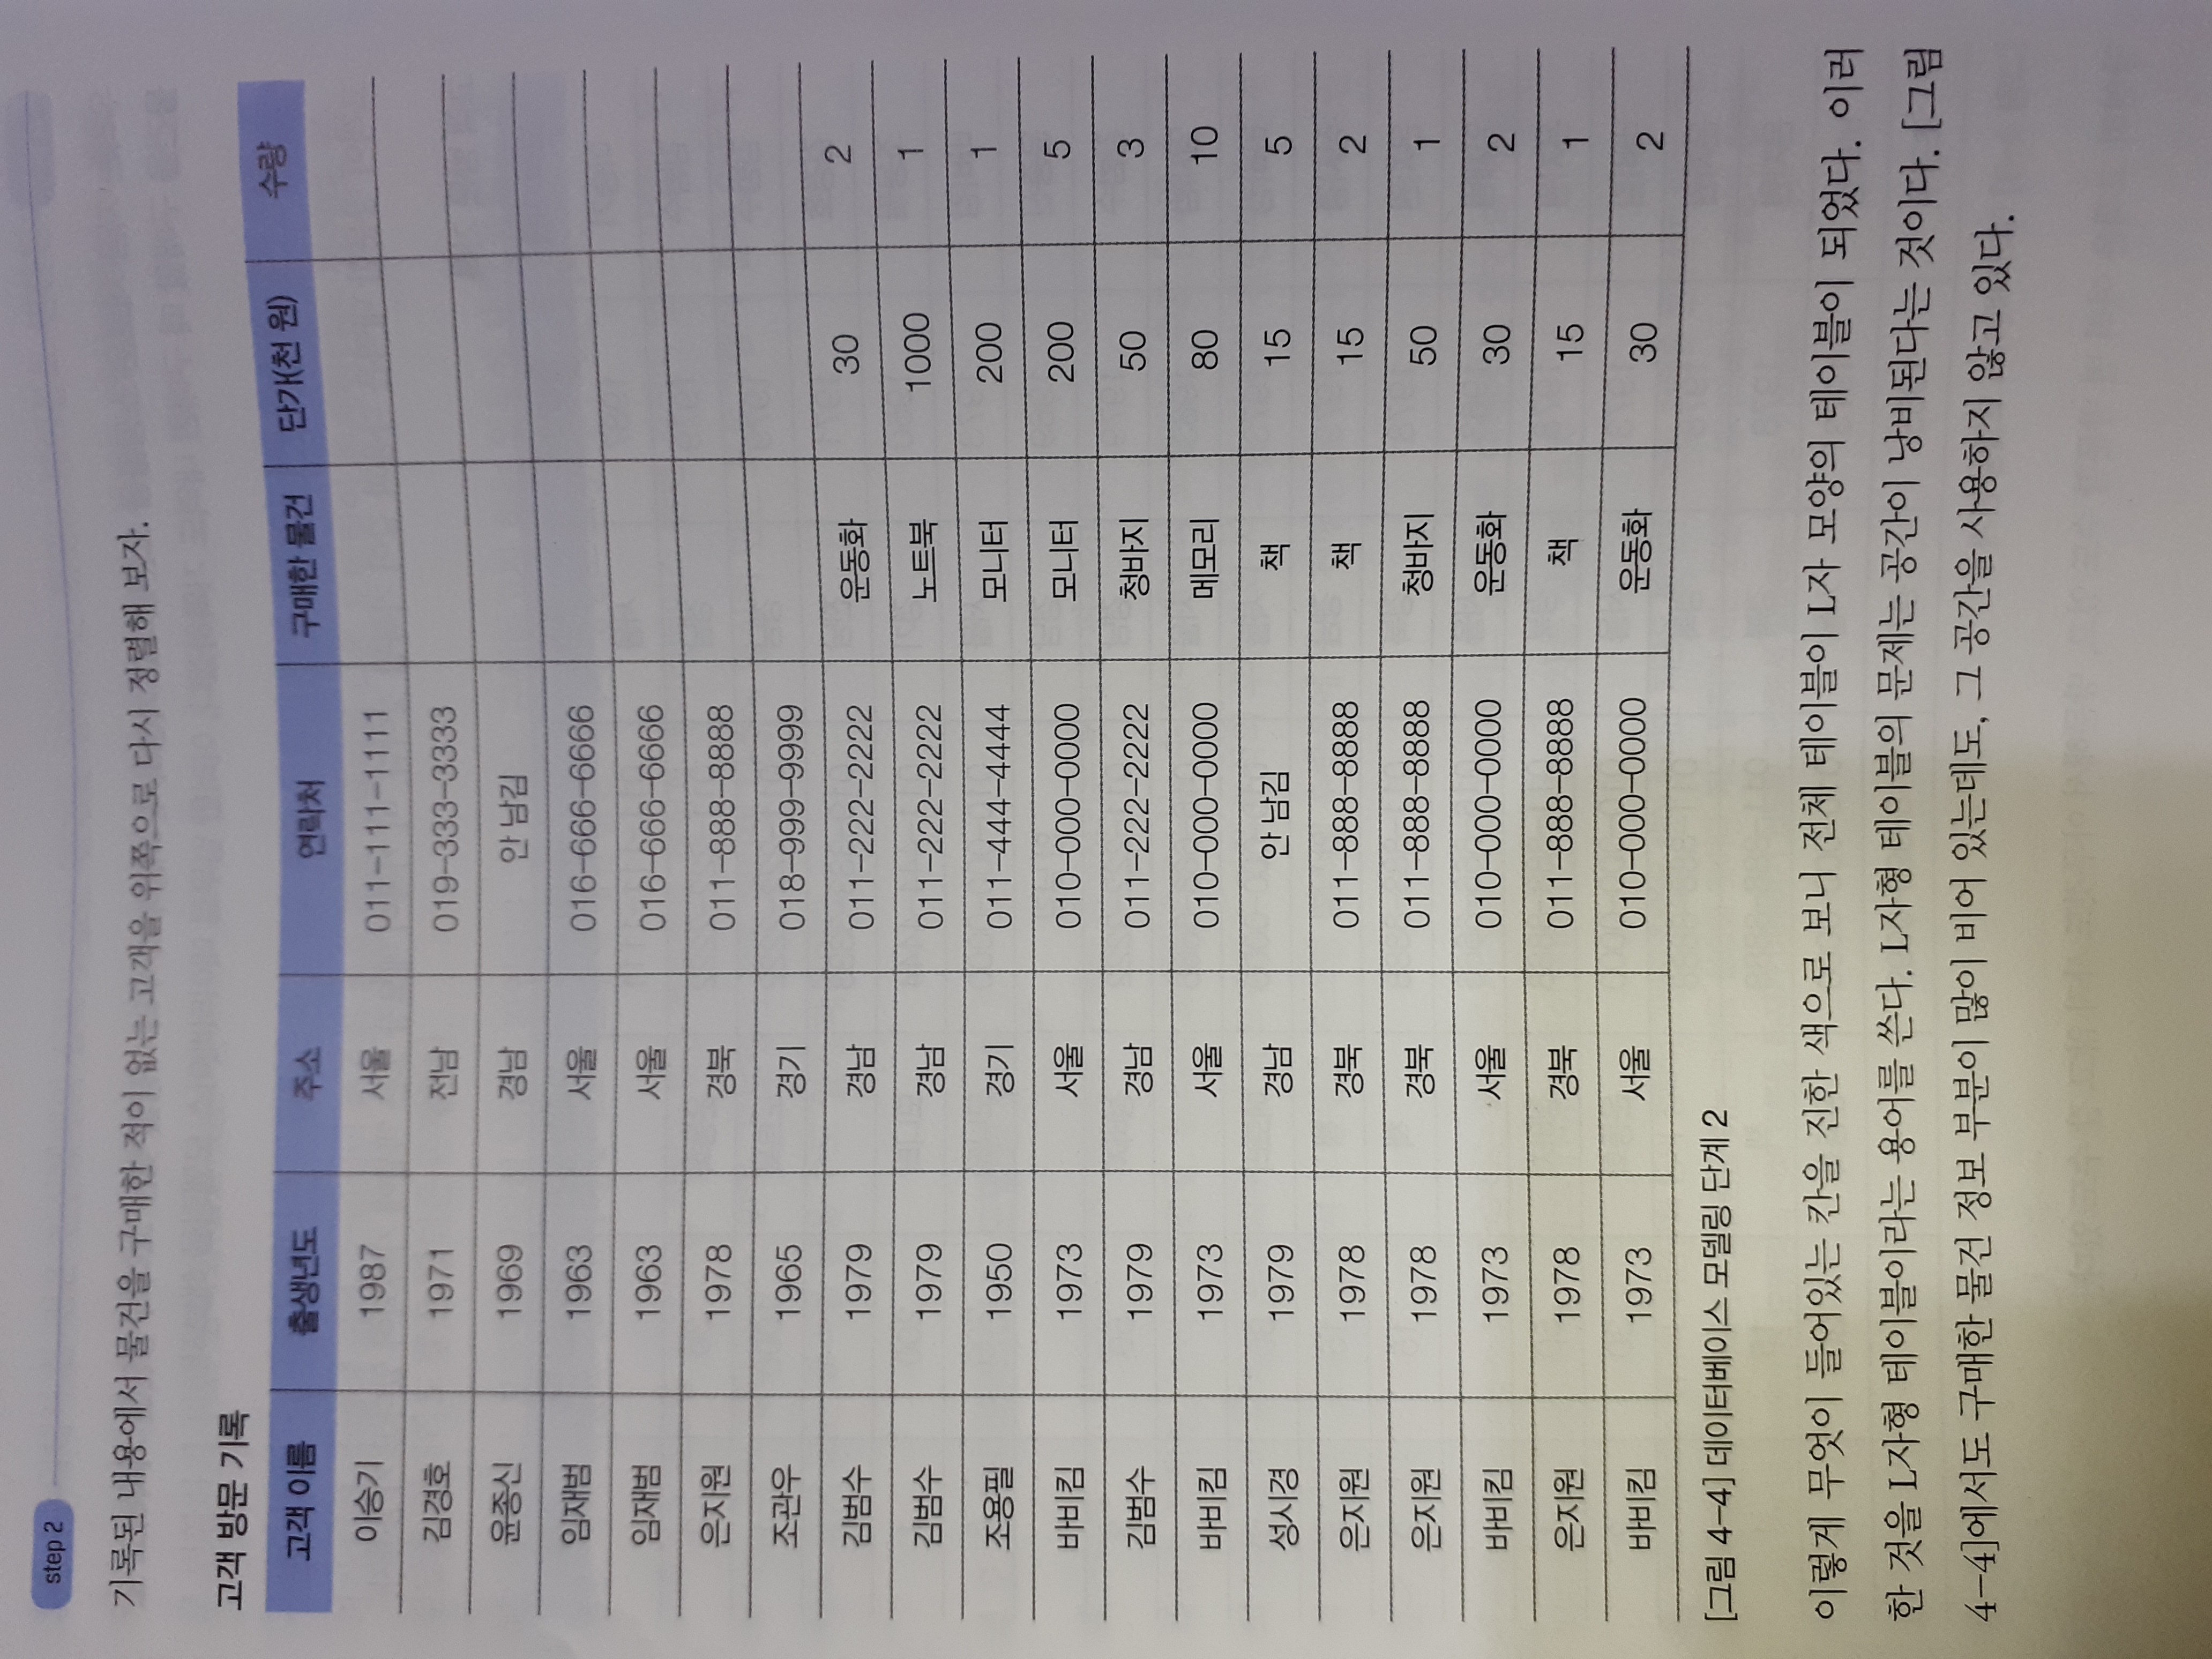 step 2
기록된 내용에서 물건을 구매한 적이 없는 고객을 위쪽으로 다시 정렬해 보자.
고객 방문 기록
고객 이름 출생년도 주소 연락처 구매한 물건 단가(천 원) 수량
이승기 1987 서울 011-111-1111
김경호 1971 전남 019-333-3333
윤종신 1969 경남 안 남김
임재범 1963 서울 016-666-6666
임재범 1963 서울 016-666-6666
은지원 1978 경북 011-888-8888
조관우 1965 경기 018-999-9999
김범수 1979 경남 011-222-2222 운동화 30 2
김범수 1979 경남 011-222-2222 노트북 1000 1
조용필 1950 경기 011-444-4444 모니터 200 1
바비킴 1973 서울 010-000-0000 모니터 200 5
김범수 1979 경남 011-222-2222 청바지 50 3
바비킴 1973 서울 010-000-0000 메모리 80 10
성시경 1979 경남 안 남김 책 15 5
은지원 1978 경북 011-888-8888 책 15 2
은지원 1978 경북 011-888-8888 청바지 50 1
바비킴 1973 서울 010-000-0000 운동화 30 2
은지원 1978 경북 011-888-8888 책 15 1
바비킴 1973 서울 010-000-0000 운동화 30 2
[그림 4-4] 데이터베이스 모델링 단계 2
이렇게 무엇이 들어있는 칸을 진한 색으로 보니 전체 테이블이 L자 모양의 테이블이 되었다. 이러
한 것을 L자형 테이블이라는 용어를 쓴다. L자형 테이블의 문제는 공간이 낭비된다는 것이다. [그림
4-4]에서도 구매한 물건 정보 부분이 많이 비어 있는데도, 그 공간을 사용하지 않고 있다.